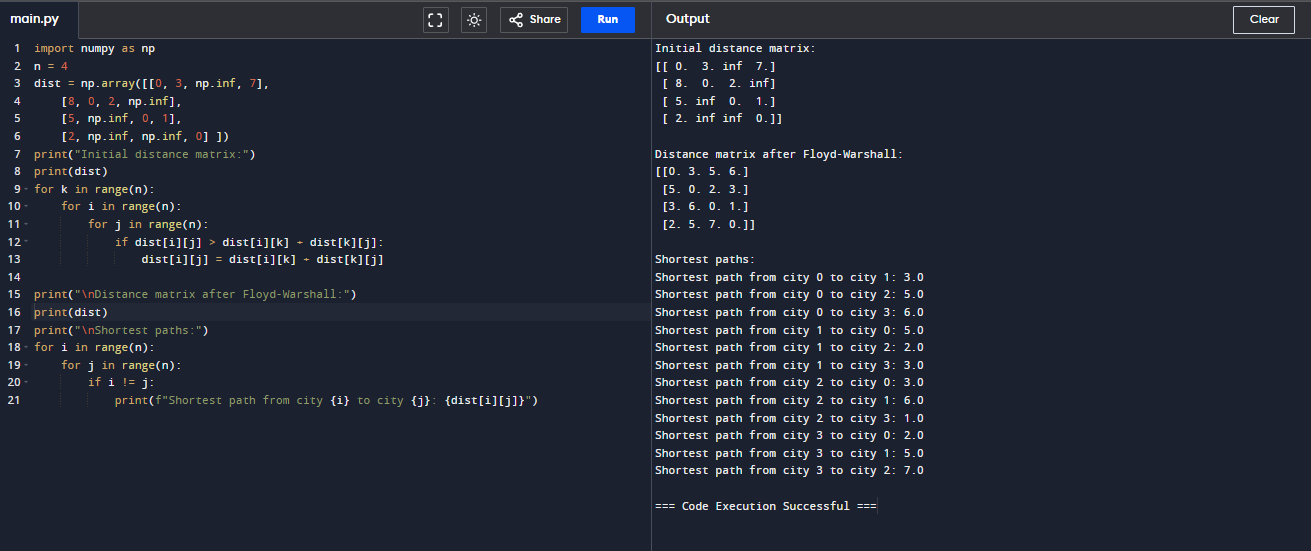 main.py
Share
Run
Output
Clear
1 import numpy as np
2 n = 4
3 dist = np.array([[0, 3, np.inf, 7],
4     [8, 0, 2, np.inf],
5     [5, np.inf, 0, 1],
6     [2, np.inf, np.inf, 0] ])
7 print("Initial distance matrix:")
8 print(dist)
9 for k in range(n):
10     for i in range(n):
11         for j in range(n):
12             if dist[i][j] > dist[i][k] + dist[k][j]:
13                 dist[i][j] = dist[i][k] + dist[k][j]
14
15 print("\nDistance matrix after Floyd-Warshall:")
16 print(dist)
17 print("\nShortest paths:")
18 for i in range(n):
19     for j in range(n):
20         if i != j:
21             print(f"Shortest path from city {i} to city {j}: {dist[i][j]}")
Initial distance matrix:
[[ 0.  3. inf  7.]
 [ 8.  0.  2. inf]
 [ 5. inf  0.  1.]
 [ 2. inf inf  0.]]
Distance matrix after Floyd-Warshall:
[[0. 3. 5. 6.]
 [5. 0. 2. 3.]
 [3. 6. 0. 1.]
 [2. 5. 7. 0.]]
Shortest paths:
Shortest path from city 0 to city 1: 3.0
Shortest path from city 0 to city 2: 5.0
Shortest path from city 0 to city 3: 6.0
Shortest path from city 1 to city 0: 5.0
Shortest path from city 1 to city 2: 2.0
Shortest path from city 1 to city 3: 3.0
Shortest path from city 2 to city 0: 3.0
Shortest path from city 2 to city 1: 6.0
Shortest path from city 2 to city 3: 1.0
Shortest path from city 3 to city 0: 2.0
Shortest path from city 3 to city 1: 5.0
Shortest path from city 3 to city 2: 7.0
=== Code Execution Successful ===